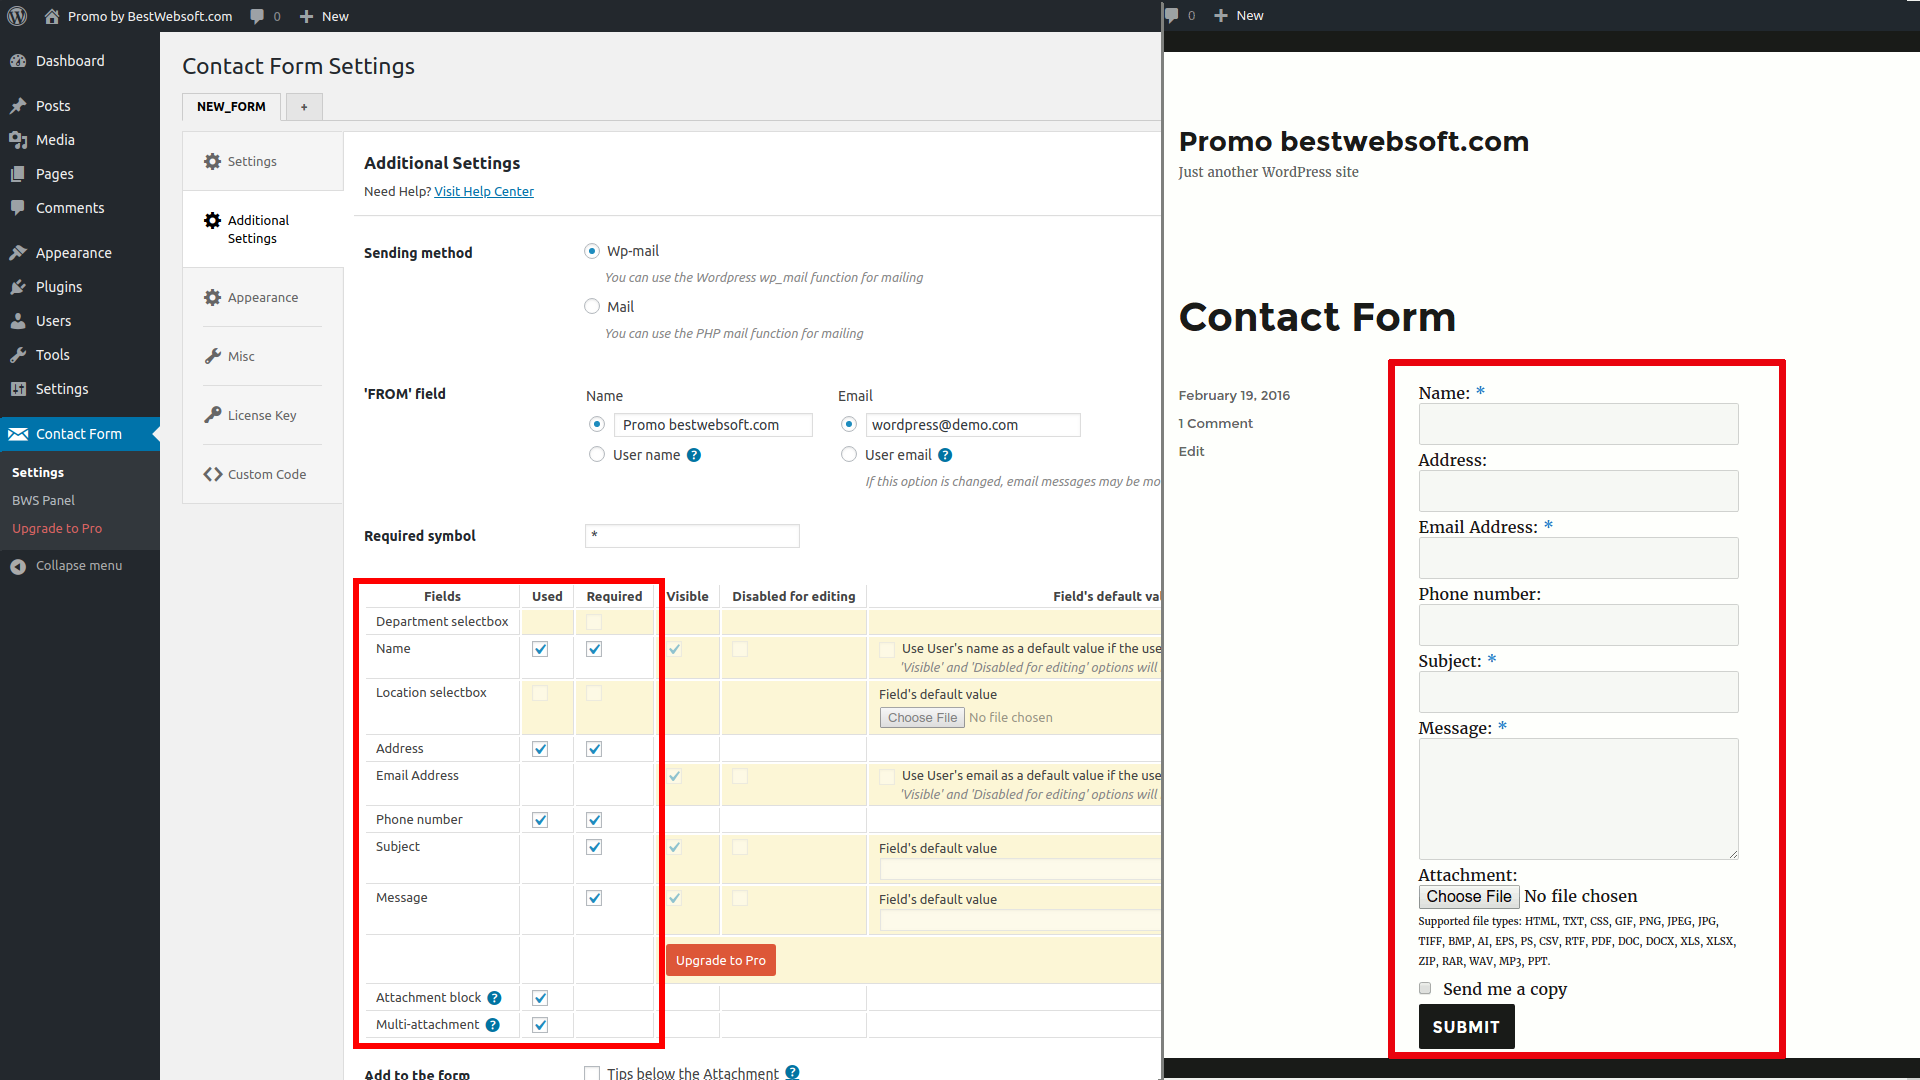 Promo by BestWebsoft.com 0 New
Dashboard
Posts
Media
Pages
Comments
Appearance
Plugins
Users
Tools
Settings
Contact Form
Settings
BWS Panel
Upgrade to Pro
Collapse menu
Contact Form Settings
NEW_FORM +
Settings
Additional
Settings
Appearance
Misc
License Key
Custom Code
Additional Settings
Need Help? Visit Help Center
Sending method
Wp-mail
You can use the Wordpress wp_mail function for mailing
Mail
You can use the PHP mail function for mailing
'FROM' field
Name Email
Promo bestwebsoft.com wordpress@demo.com
User name ? User email ?
If this option is changed, email messages may be mo
Required symbol *
Fields Used Required Visible Disabled for editing Field's default val
Department selectbox
Name Use User's name as a default value if the use
'Visible' and 'Disabled for editing' options will
Location selectbox Field's default value
Choose File No file chosen
Address
Email Address Use User's email as a default value if the use
'Visible' and 'Disabled for editing' options will
Phone number
Subject Field's default value
Message Field's default value
Upgrade to Pro
Attachment block ?
Multi-attachment ?
Add to the form Tips below the Attachment ?
0 New
Promo bestwebsoft.com
Just another WordPress site
Contact Form
February 19, 2016
1 Comment
Edit
Name: *
Address:
Email Address: *
Phone number:
Subject: *
Message: *
Attachment:
Choose File No file chosen
Supported file types: HTML, TXT, CSS, GIF, PNG, JPEG, JPG,
TIFF, BMP, AI, EPS, PS, CSV, RTF, PDF, DOC, DOCX, XLS, XLSX,
ZIP, RAR, WAV, MP3, PPT.
Send me a copy
SUBMIT